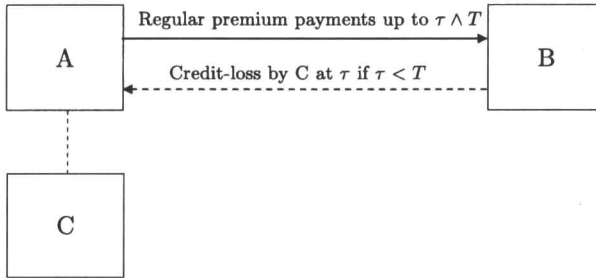 Regular premium payments up to τ ∧ T
A
B
Credit-loss by C at τ if τ < T
C